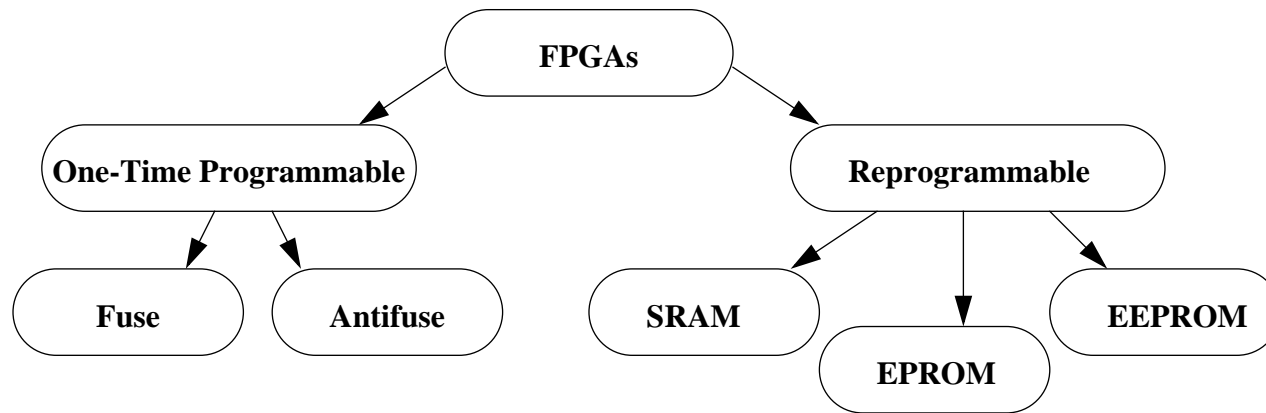 FPGAs
One-Time Programmable
Reprogrammable
Fuse
Antifuse
SRAM
EPROM
EEPROM